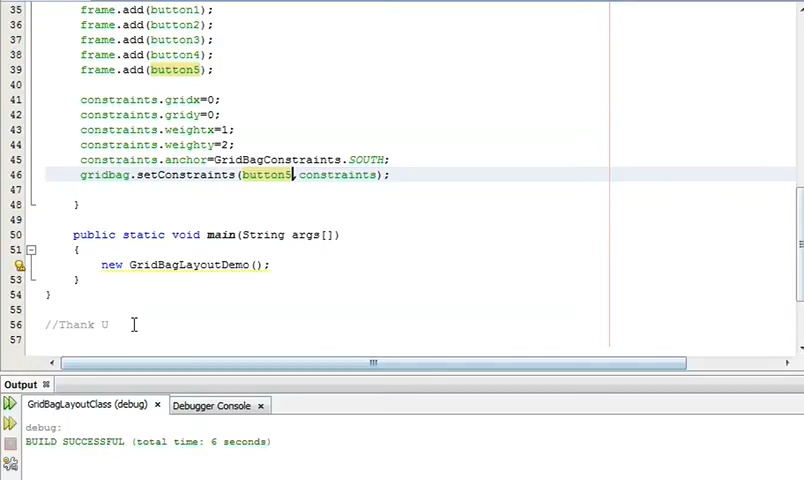 35 frame.add(button1);
36 frame.add(button2);
37 frame.add(button3);
38 frame.add(button4);
39 frame.add(button5);
40
41 constraints.gridx=0;
42 constraints.gridy=0;
43 constraints.weightx=1;
44 constraints.weighty=2;
45 constraints.anchor=GridBagConstraints.SOUTH;
46 gridbag.setConstraints(button5,constraints);
47
48 }
49
50 public static void main(String args[])
51 {
new GridBagLayoutDemo();
53 }
54 }
55
56 //Thank U
57
Output
GridBagLayoutClass (debug) × Debugger Console ×
debug:
BUILD SUCCESSFUL (total time: 6 seconds)